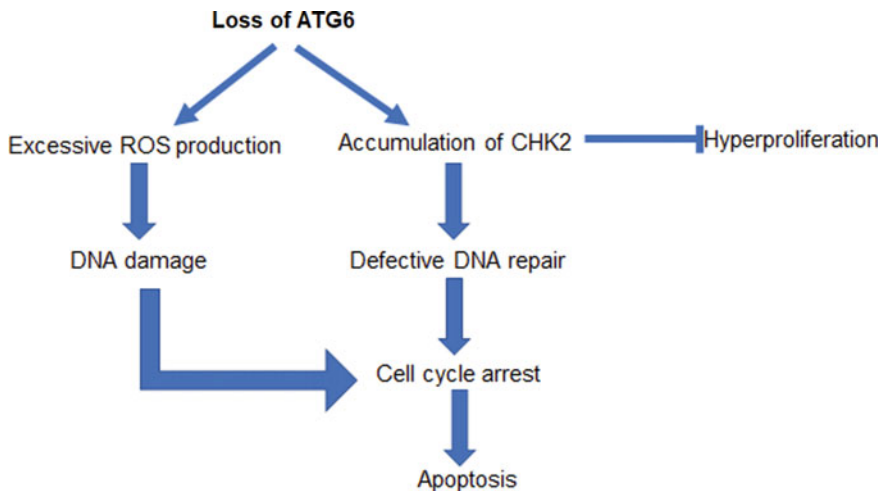 Loss of ATG6
Excessive ROS production
Accumulation of CHK2
Hyperproliferation
DNA damage
Defective DNA repair
Cell cycle arrest
Apoptosis